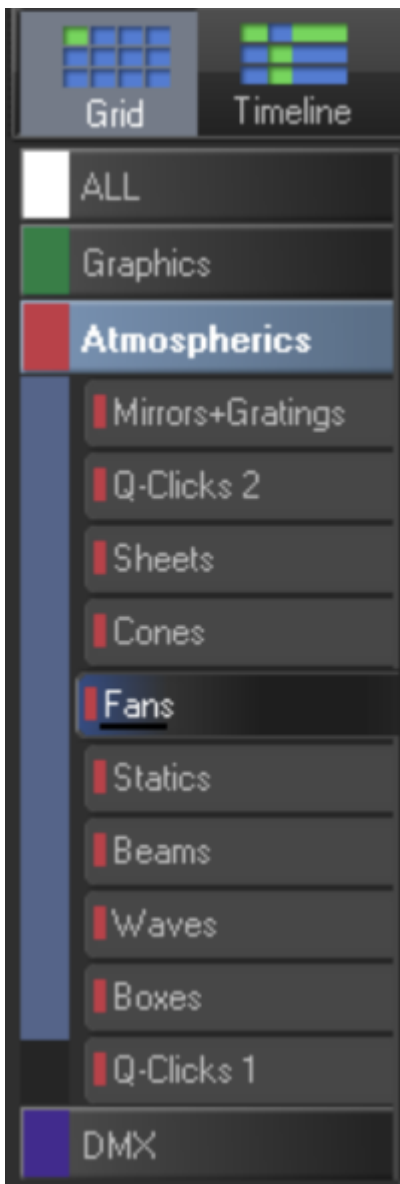 Grid Timeline
ALL
Graphics
Atmospherics
Mirrors+Gratings
Q-Clicks 2
Sheets
Cones
Fans
Statics
Beams
Waves
Boxes
Q-Clicks 1
DMX